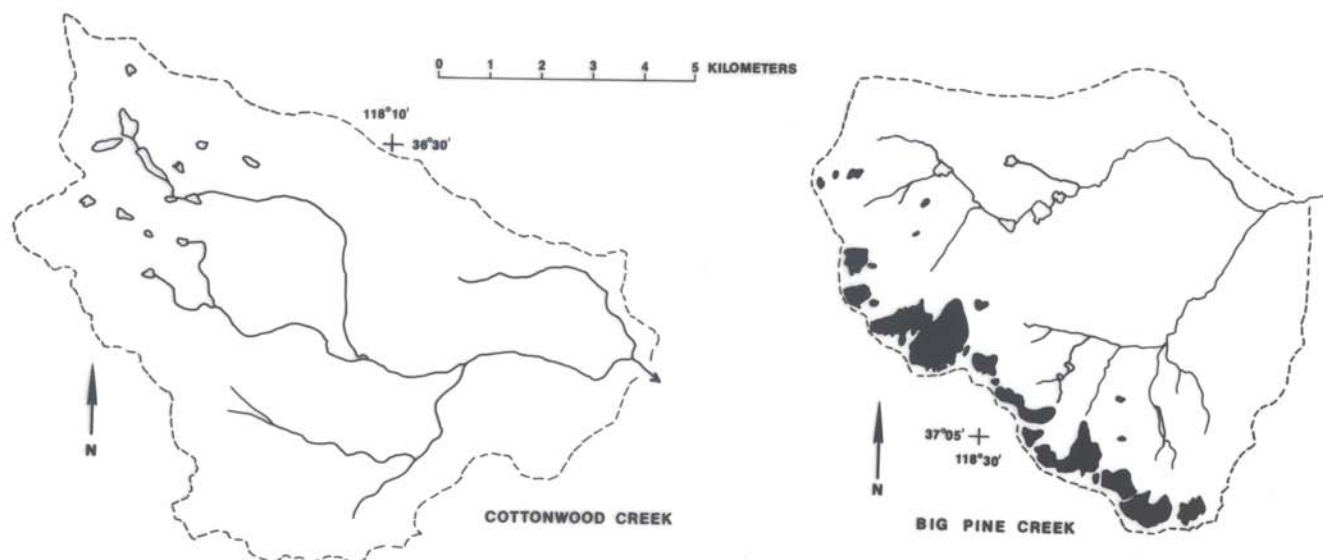 0 1 2 3 4 5 KILOMETERS
118°10'
36°30'
N
COTTONWOOD CREEK
37°05'
118°30'
N
BIG PINE CREEK